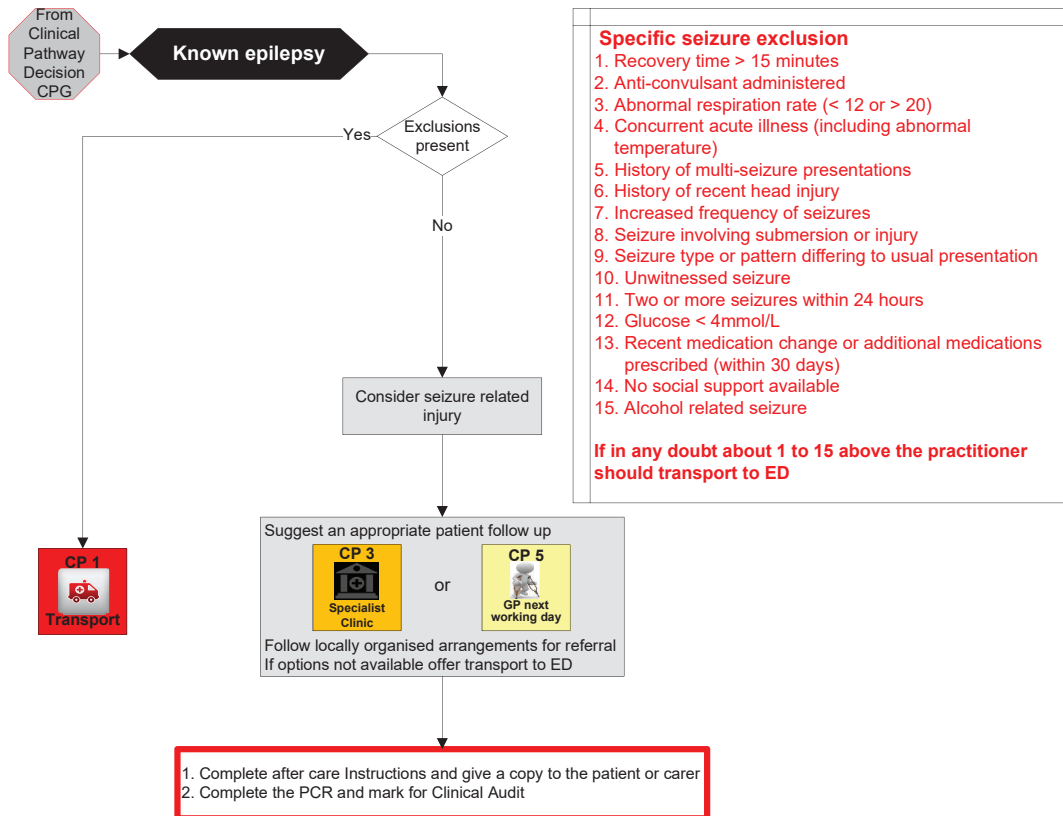 From
Clinical
Pathway
Decision
CPG
Known epilepsy
Exclusions
present
Yes
No
Consider seizure related
injury
Suggest an appropriate patient follow up
CP 3
Specialist
Clinic
or
CP 5
GP next
working day
Follow locally organised arrangements for referral
If options not available offer transport to ED
CP 1
Transport
1. Complete after care Instructions and give a copy to the patient or carer
2. Complete the PCR and mark for Clinical Audit
Specific seizure exclusion
1. Recovery time > 15 minutes
2. Anti-convulsant administered
3. Abnormal respiration rate (< 12 or > 20)
4. Concurrent acute illness (including abnormal
temperature)
5. History of multi-seizure presentations
6. History of recent head injury
7. Increased frequency of seizures
8. Seizure involving submersion or injury
9. Seizure type or pattern differing to usual presentation
10. Unwitnessed seizure
11. Two or more seizures within 24 hours
12. Glucose < 4mmol/L
13. Recent medication change or additional medications
prescribed (within 30 days)
14. No social support available
15. Alcohol related seizure
If in any doubt about 1 to 15 above the practitioner
should transport to ED